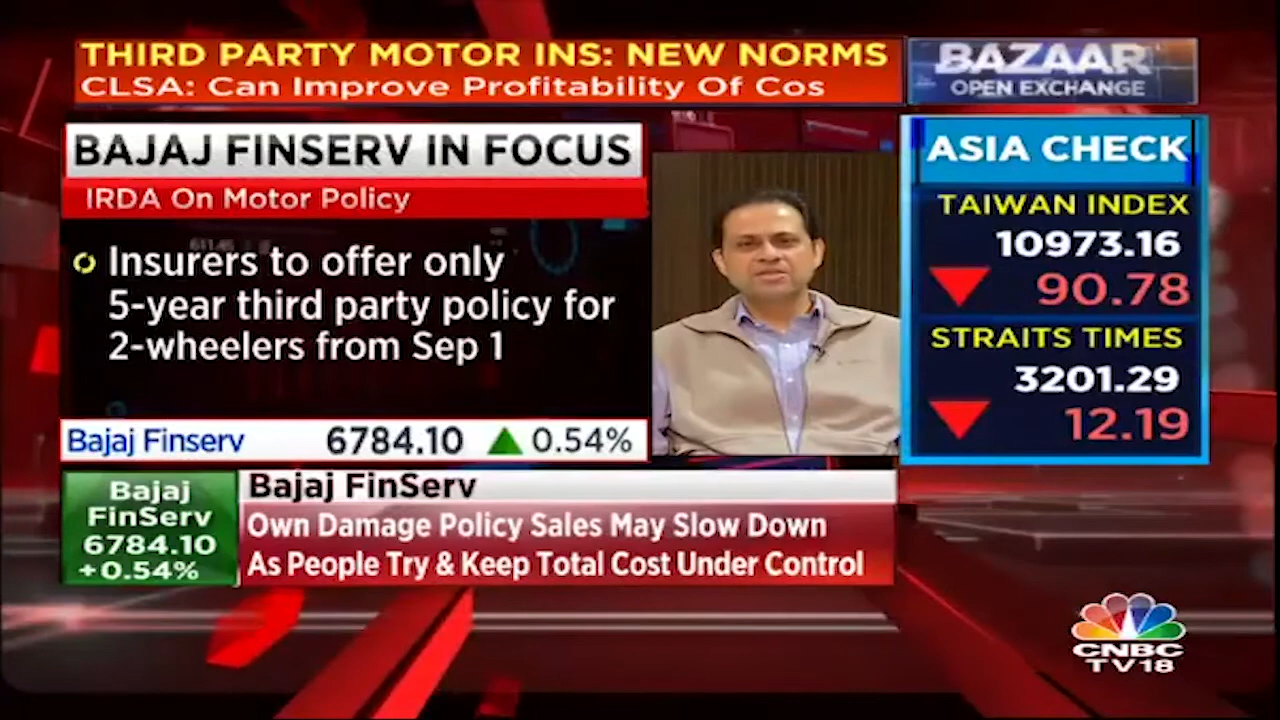 THIRD PARTY MOTOR INS: NEW NORMS
CLSA: Can Improve Profitability Of Cos
BAZAAR
OPEN EXCHANGE
BAJAJ FINSERV IN FOCUS
IRDA On Motor Policy
Insurers to offer only
5-year third party policy for
2-wheelers from Sep 1
Bajaj Finserv 6784.10 0.54%
ASIA CHECK
TAIWAN INDEX
10973.16
90.78
STRAITS TIMES
3201.29
12.19
Bajaj
FinServ
6784.10
+0.54%
Bajaj FinServ
Own Damage Policy Sales May Slow Down
As People Try & Keep Total Cost Under Control
CNBC
TV18